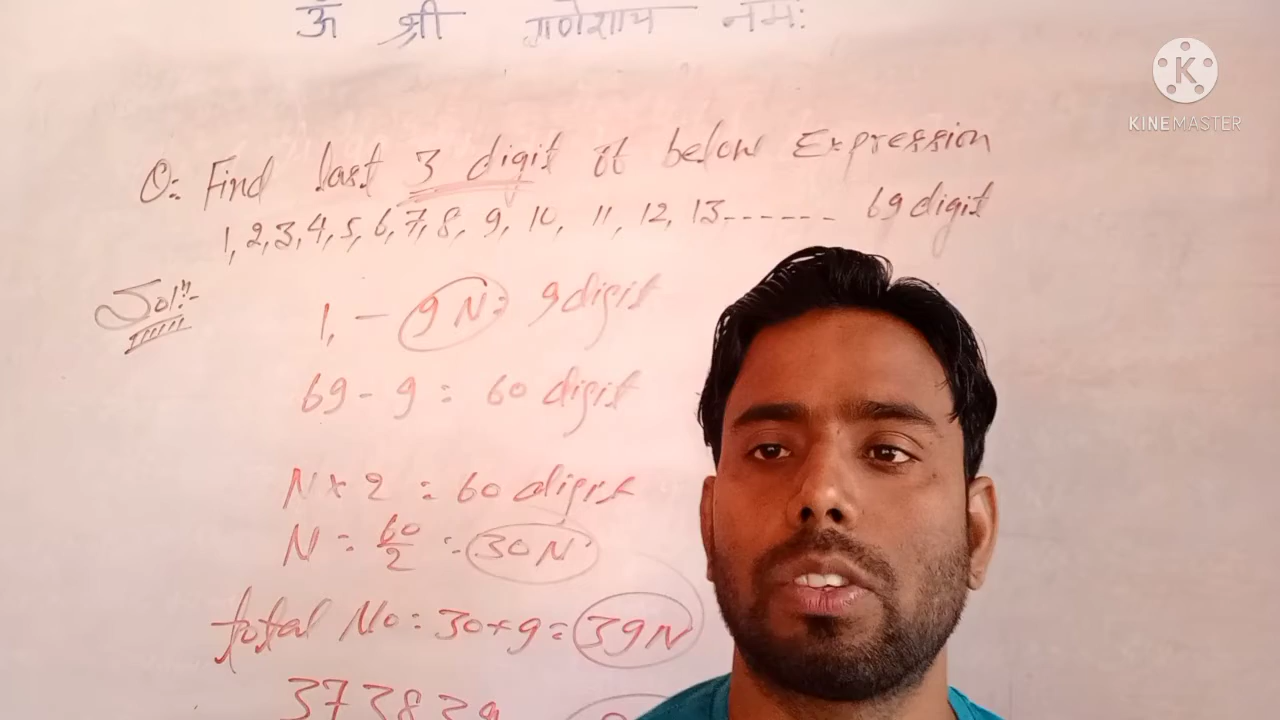 ॐ श्री गणेशाय नमः
KINEMASTER
Q: Find last 3 digit of below Expression
1, 2, 3, 4, 5, 6, 7, 8, 9, 10, 11, 12, 13------ 69 digit
Sol:-
1, - 9N = 9 digit
69 - 9 = 60 digit
N × 2 = 60 digit
N = 60/2 = 30N
total No = 30+9 = 39N
373839